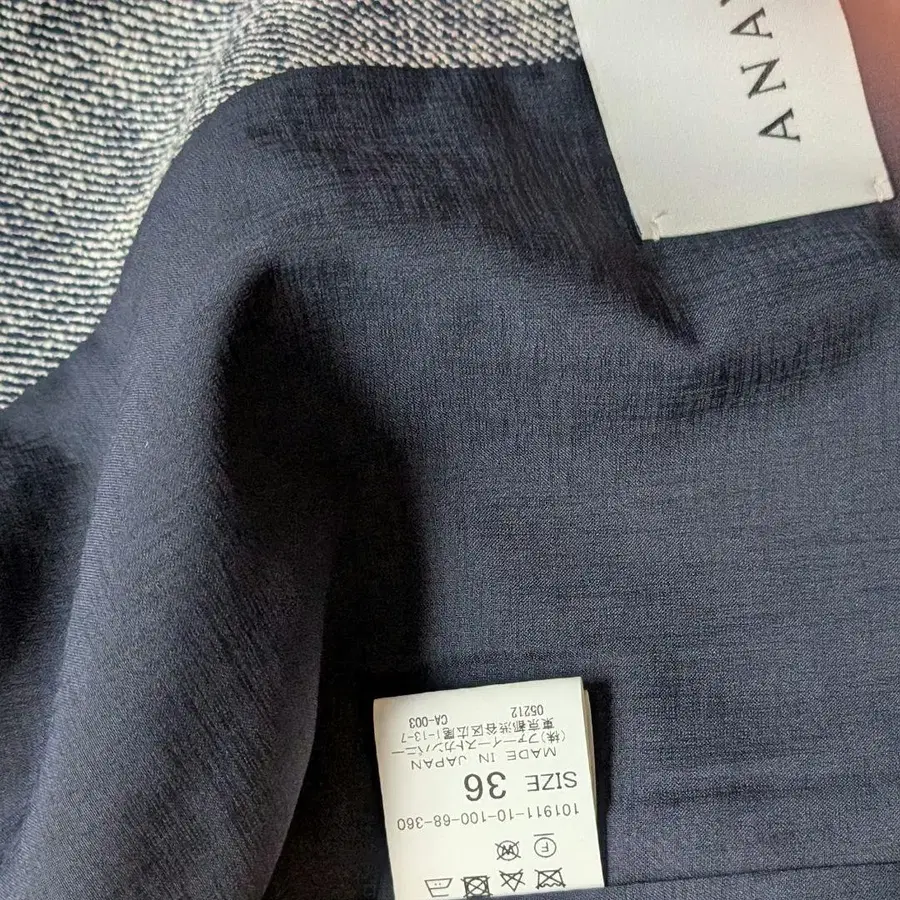 ANA
101911-10-100-68-360
SIZE 36
MADE IN JAPAN
(株)ファーイーストカンパニー
東京都渋谷区広尾1-13-7
05212 CA-003